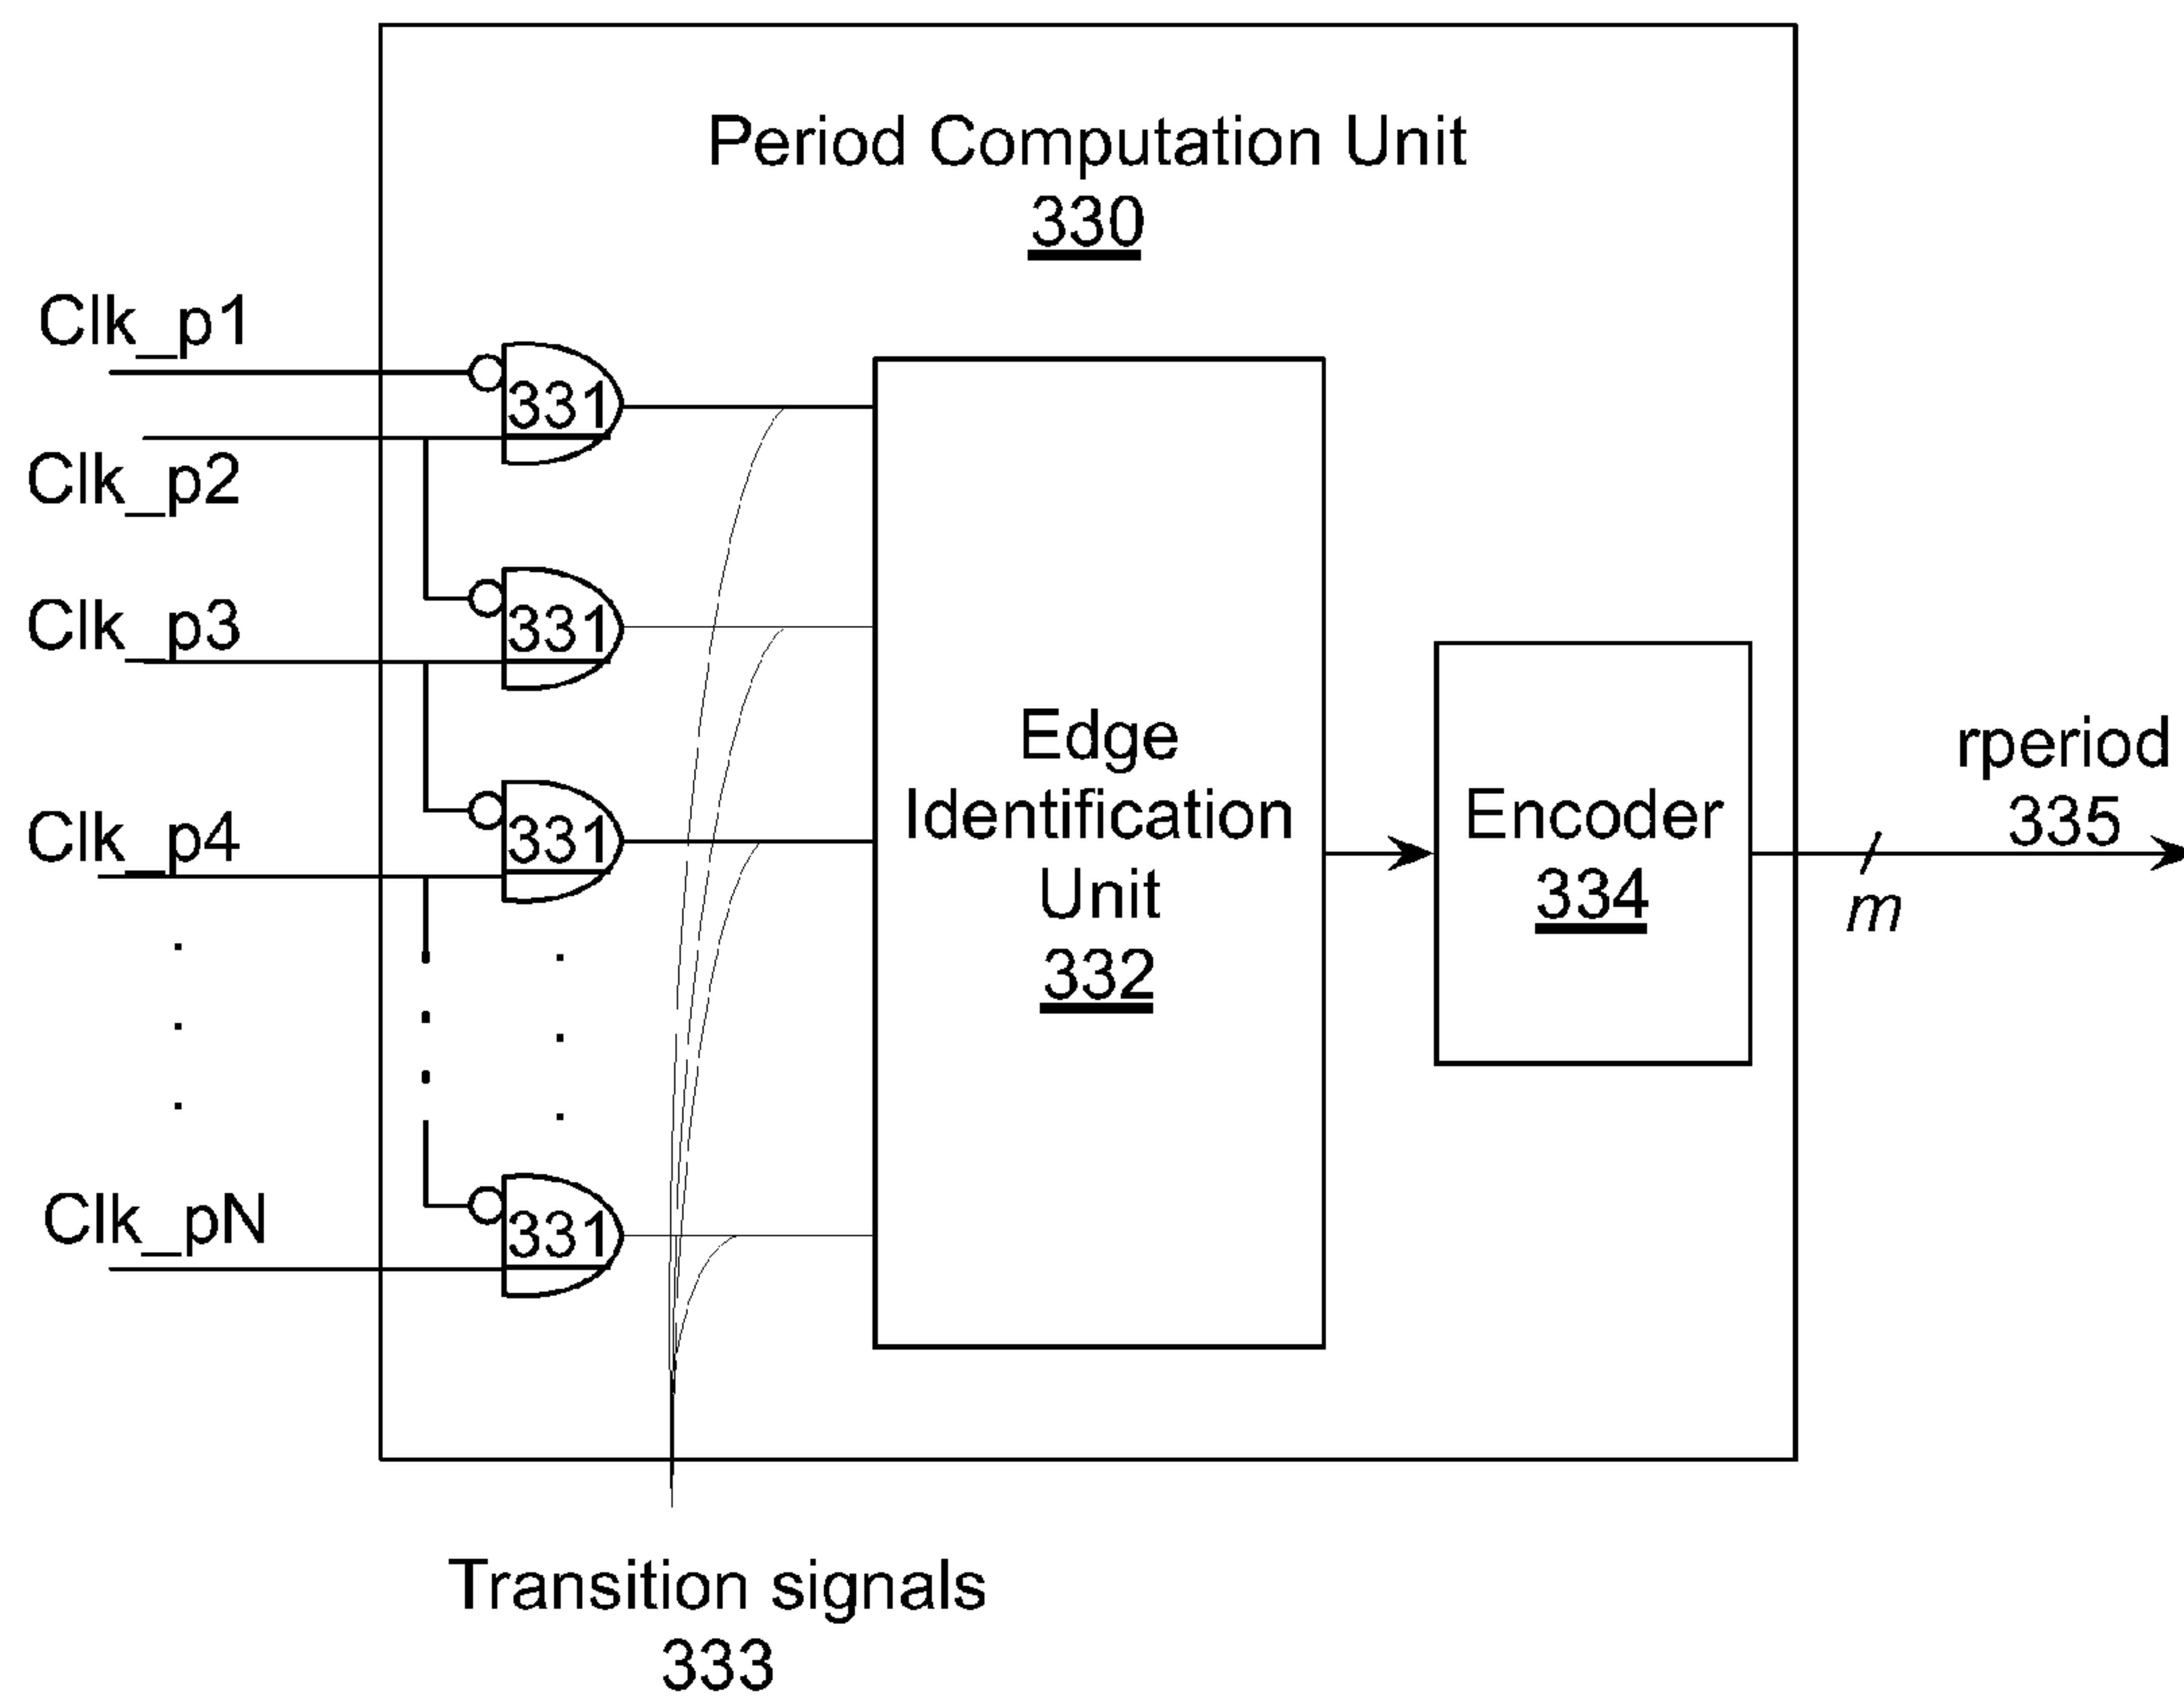 Period Computation Unit
330
Clk_p1
331
Clk_p2
Clk_p3
331
Clk_p4
331
Clk_pN
331
Edge
Identification
Unit
332
Encoder
334
rperiod
335
m
Transition signals
333